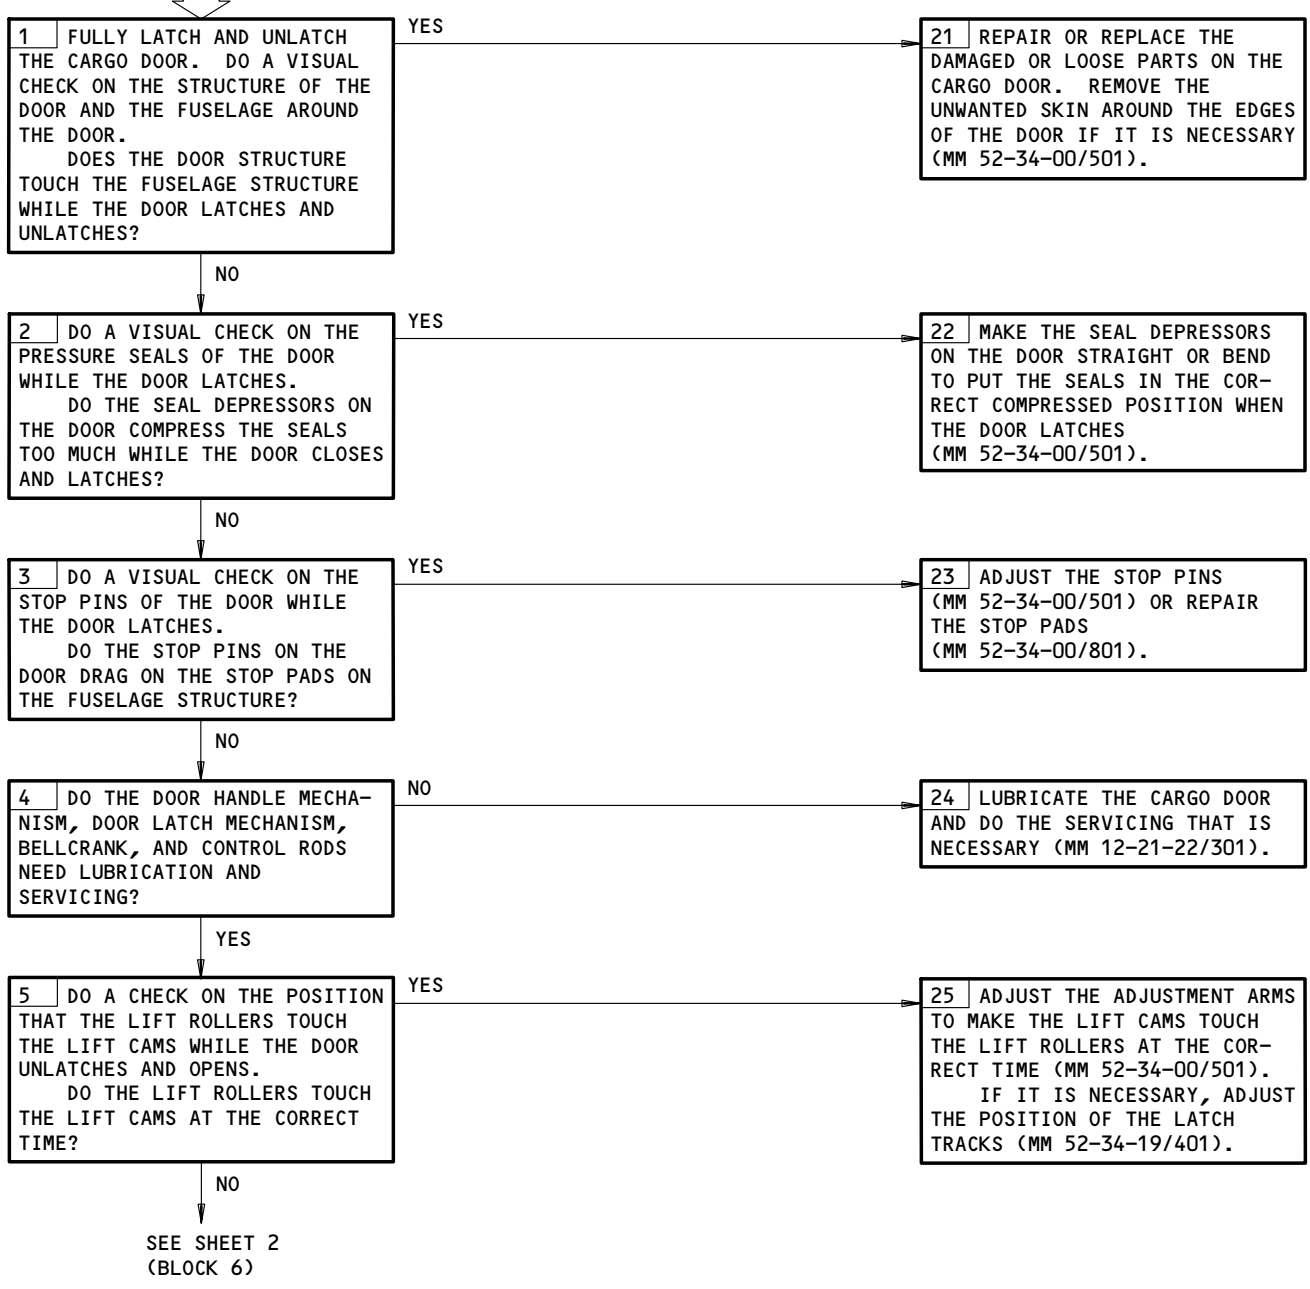 1 FULLY LATCH AND UNLATCH
THE CARGO DOOR. DO A VISUAL
CHECK ON THE STRUCTURE OF THE
DOOR AND THE FUSELAGE AROUND
THE DOOR.
DOES THE DOOR STRUCTURE
TOUCH THE FUSELAGE STRUCTURE
WHILE THE DOOR LATCHES AND
UNLATCHES?
YES
21 REPAIR OR REPLACE THE
DAMAGED OR LOOSE PARTS ON THE
CARGO DOOR. REMOVE THE
UNWANTED SKIN AROUND THE EDGES
OF THE DOOR IF IT IS NECESSARY
(MM 52-34-00/501).
NO
2 DO A VISUAL CHECK ON THE
PRESSURE SEALS OF THE DOOR
WHILE THE DOOR LATCHES.
DO THE SEAL DEPRESSORS ON
THE DOOR COMPRESS THE SEALS
TOO MUCH WHILE THE DOOR CLOSES
AND LATCHES?
YES
22 MAKE THE SEAL DEPRESSORS
ON THE DOOR STRAIGHT OR BEND
TO PUT THE SEALS IN THE COR-
RECT COMPRESSED POSITION WHEN
THE DOOR LATCHES
(MM 52-34-00/501).
NO
3 DO A VISUAL CHECK ON THE
STOP PINS OF THE DOOR WHILE
THE DOOR LATCHES.
DO THE STOP PINS ON THE
DOOR DRAG ON THE STOP PADS ON
THE FUSELAGE STRUCTURE?
YES
23 ADJUST THE STOP PINS
(MM 52-34-00/501) OR REPAIR
THE STOP PADS
(MM 52-34-00/801).
NO
4 DO THE DOOR HANDLE MECHA-
NISM, DOOR LATCH MECHANISM,
BELLCRANK, AND CONTROL RODS
NEED LUBRICATION AND
SERVICING?
NO
24 LUBRICATE THE CARGO DOOR
AND DO THE SERVICING THAT IS
NECESSARY (MM 12-21-22/301).
YES
5 DO A CHECK ON THE POSITION
THAT THE LIFT ROLLERS TOUCH
THE LIFT CAMS WHILE THE DOOR
UNLATCHES AND OPENS.
DO THE LIFT ROLLERS TOUCH
THE LIFT CAMS AT THE CORRECT
TIME?
YES
25 ADJUST THE ADJUSTMENT ARMS
TO MAKE THE LIFT CAMS TOUCH
THE LIFT ROLLERS AT THE COR-
RECT TIME (MM 52-34-00/501).
IF IT IS NECESSARY, ADJUST
THE POSITION OF THE LATCH
TRACKS (MM 52-34-19/401).
NO
SEE SHEET 2
(BLOCK 6)